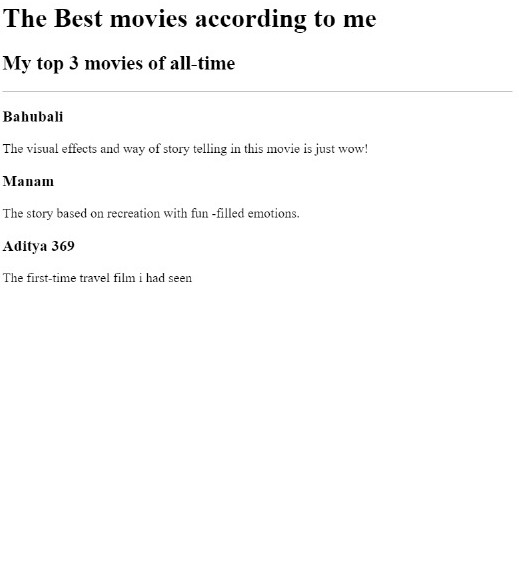 The Best movies according to me
My top 3 movies of all-time
Bahubali
The visual effects and way of story telling in this movie is just wow!
Manam
The story based on recreation with fun -filled emotions.
Aditya 369
The first-time travel film i had seen